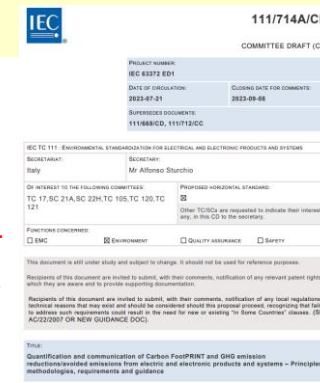 IEC
111/714A/C
COMMITTEE DRAFT (C
PROJECT NUMBER:
IEC 63372 ED1
DATE OF CIRCULATION:
2023-07-21
CLOSING DATE FOR COMMENTS:
2023-09-08
SUPERSEDES DOCUMENTS:
111/668/CD, 111/712/CC
IEC TC 111 : ENVIRONMENTAL STANDARDIZATION FOR ELECTRICAL AND ELECTRONIC PRODUCTS AND SYSTEMS
SECRETARIAT:
Italy
SECRETARY:
Mr Alfonso Sturchio
OF INTEREST TO THE FOLLOWING COMMITTEES:
TC 17,SC 21A,SC 22H,TC 105,TC 120,TC
121
PROPOSED HORIZONTAL STANDARD:
Other TC/SCs are requested to indicate their interest
any, in this CD to the secretary.
FUNCTIONS CONCERNED:
EMC
ENVIRONMENT
QUALITY ASSURANCE
SAFETY
This document is still under study and subject to change. It should not be used for reference purposes.
Recipients of this document are invited to submit, with their comments, notification of any relevant patent rights
which they are aware and to provide supporting documentation.
Recipients of this document are invited to submit, with their comments, notification of any local regulations
technical reasons that may exist and should be considered should this proposal proceed, recognizing that fail
to address such requirements could result in the need for new or existing "In Some Countries" clauses. (S
AC/22/2007 OR NEW GUIDANCE DOC).
TITLE:
Quantification and communication of Carbon FootPRINT and GHG emission
reductions/avoided emissions from electric and electronic products and systems – Principle
methodologies, requirements and guidance